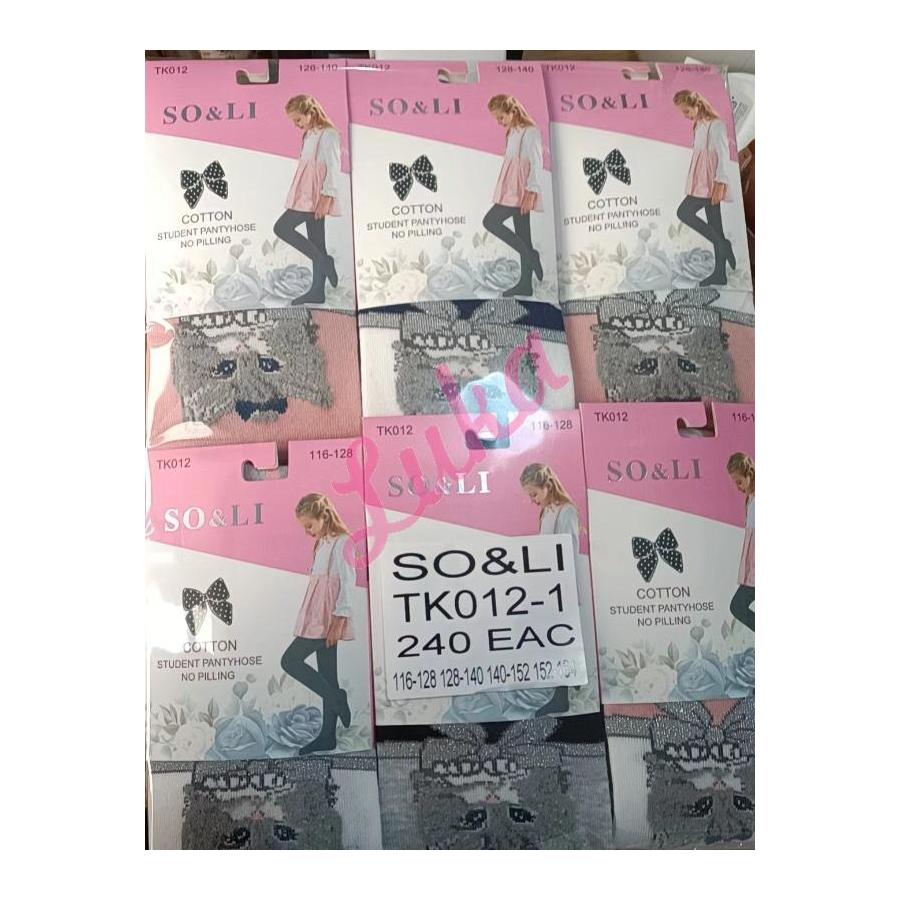 TK012
128-140
SO&LI
COTTON
STUDENT PANTYHOSE
NO PILLING
TK012
128-140
SO&LI
COTTON
STUDENT PANTYHOSE
NO PILLING
TK012
SO&LI
COTTON
STUDENT PANTYHOSE
NO PILLING
TK012
116-128
SO&LI
COTTON
STUDENT PANTYHOSE
NO PILLING
TK012
116-128
SO&LI
SO&LI
TK012-1
240 EAC
116-128 128-140 140-152
TK012
SO&LI
COTTON
STUDENT PANTYHOSE
NO PILLING
Luka